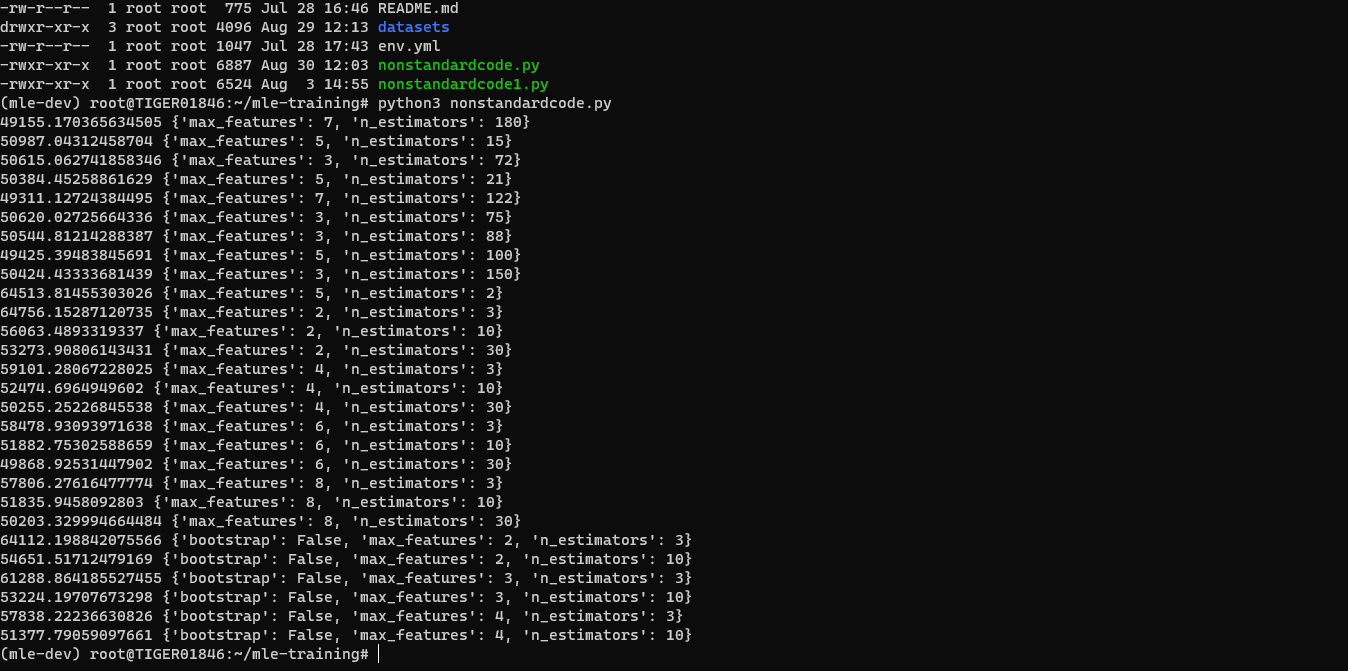 -rw-r--r--  1 root root  775 Jul 28 16:46 README.md
drwxr-xr-x  3 root root 4096 Aug 29 12:13 datasets
-rw-r--r--  1 root root 1047 Jul 28 17:43 env.yml
-rwxr-xr-x  1 root root 6887 Aug 30 12:03 nonstandardcode.py
-rwxr-xr-x  1 root root 6524 Aug  3 14:55 nonstandardcode1.py
(mle-dev) root@TIGER01846:~/mle-training# python3 nonstandardcode.py
49155.170365634505 {'max_features': 7, 'n_estimators': 180}
50987.04312458704 {'max_features': 5, 'n_estimators': 15}
50615.062741858346 {'max_features': 3, 'n_estimators': 72}
50384.45258861629 {'max_features': 5, 'n_estimators': 21}
49311.12724384495 {'max_features': 7, 'n_estimators': 122}
50620.02725664336 {'max_features': 3, 'n_estimators': 75}
50544.81214288387 {'max_features': 3, 'n_estimators': 88}
49425.39483845691 {'max_features': 5, 'n_estimators': 100}
50424.43333681439 {'max_features': 3, 'n_estimators': 150}
64513.81455303026 {'max_features': 5, 'n_estimators': 2}
64756.15287120735 {'max_features': 2, 'n_estimators': 3}
56063.4893319337 {'max_features': 2, 'n_estimators': 10}
53273.90806143431 {'max_features': 2, 'n_estimators': 30}
59101.28067228025 {'max_features': 4, 'n_estimators': 3}
52474.6964949602 {'max_features': 4, 'n_estimators': 10}
50255.25226845538 {'max_features': 4, 'n_estimators': 30}
58478.93093971638 {'max_features': 6, 'n_estimators': 3}
51882.75302588659 {'max_features': 6, 'n_estimators': 10}
49868.92531447902 {'max_features': 6, 'n_estimators': 30}
57806.27616477774 {'max_features': 8, 'n_estimators': 3}
51835.9458092803 {'max_features': 8, 'n_estimators': 10}
50203.329994664484 {'max_features': 8, 'n_estimators': 30}
64112.198842075566 {'bootstrap': False, 'max_features': 2, 'n_estimators': 3}
54651.51712479169 {'bootstrap': False, 'max_features': 2, 'n_estimators': 10}
61288.864185527455 {'bootstrap': False, 'max_features': 3, 'n_estimators': 3}
53224.19707673298 {'bootstrap': False, 'max_features': 3, 'n_estimators': 10}
57838.22236630826 {'bootstrap': False, 'max_features': 4, 'n_estimators': 3}
51377.79059097661 {'bootstrap': False, 'max_features': 4, 'n_estimators': 10}
(mle-dev) root@TIGER01846:~/mle-training#